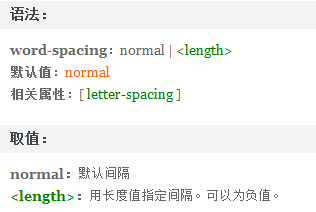 语法：
word-spacing：normal | <length>
默认值：normal
相关属性：[ letter-spacing ]
取值：
normal：默认间隔
<length>：用长度值指定间隔。可以为负值。